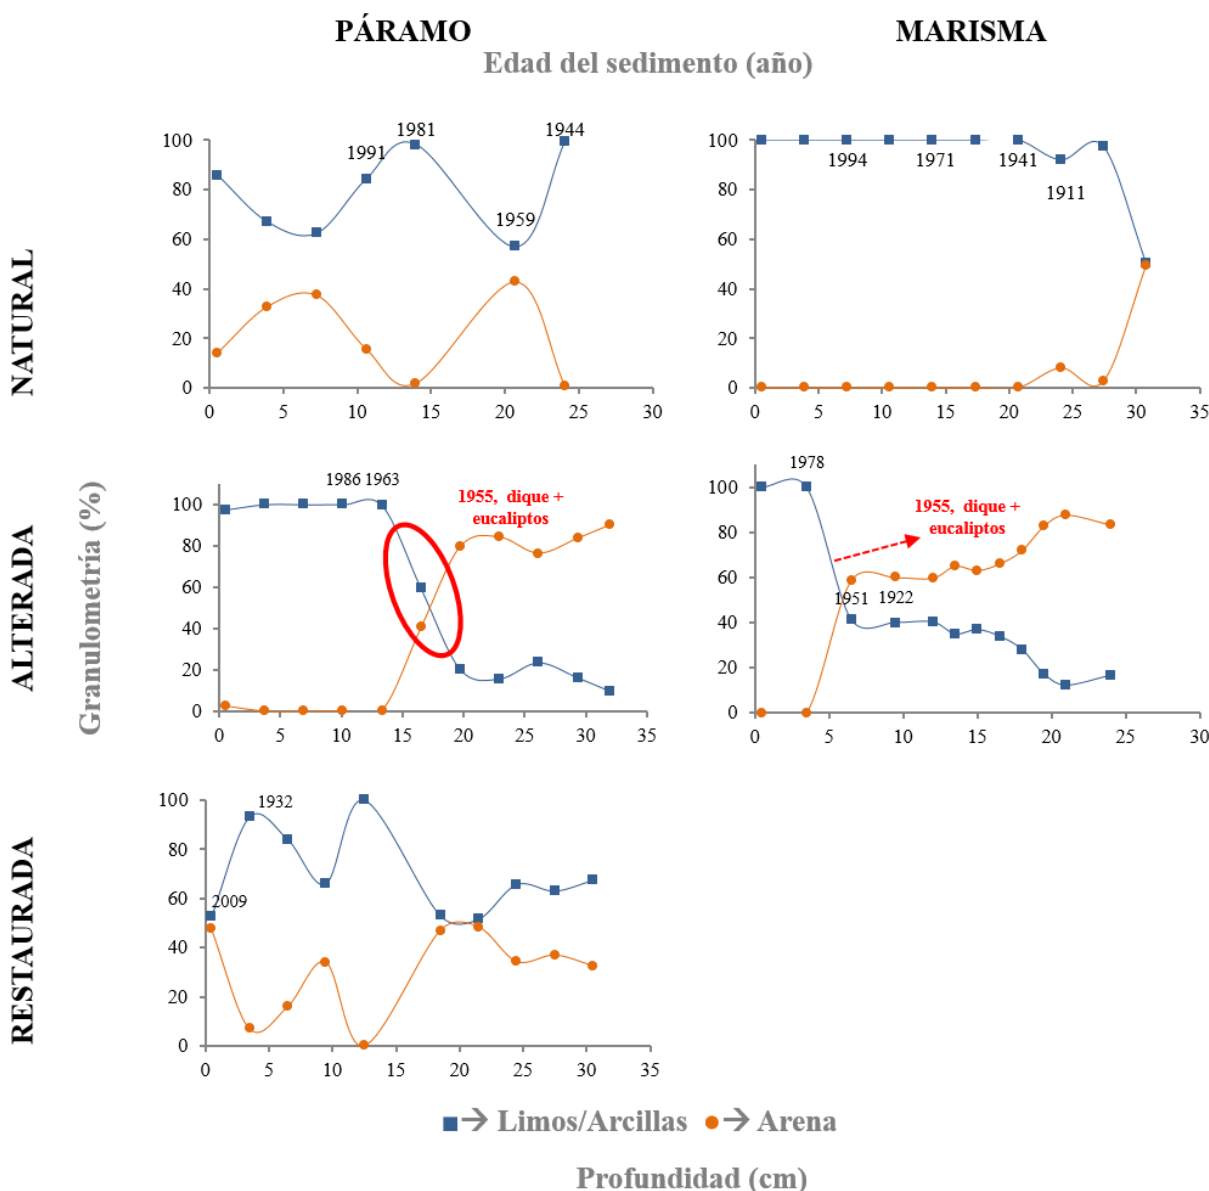 PÁRAMO
MARISMA
Edad del sedimento (año)
NATURAL
100
80
60
40
20
0
0 5 10 15 20 25 30
1991
1981
1959
1944
100
80
60
40
20
0
0 5 10 15 20 25 30 35
1994
1971
1941
1911
Granulometría (%)
ALTERADA
100
80
60
40
20
0
0 5 10 15 20 25 30 35
1986 1963
1955, dique +
eucaliptos
100
80
60
40
20
0
0 5 10 15 20 25 30
1978
1955, dique +
eucaliptos
1951 1922
RESTAURADA
100
80
60
40
20
0
0 5 10 15 20 25 30 35
1932
2009
→ Limos/Arcillas → Arena
Profundidad (cm)